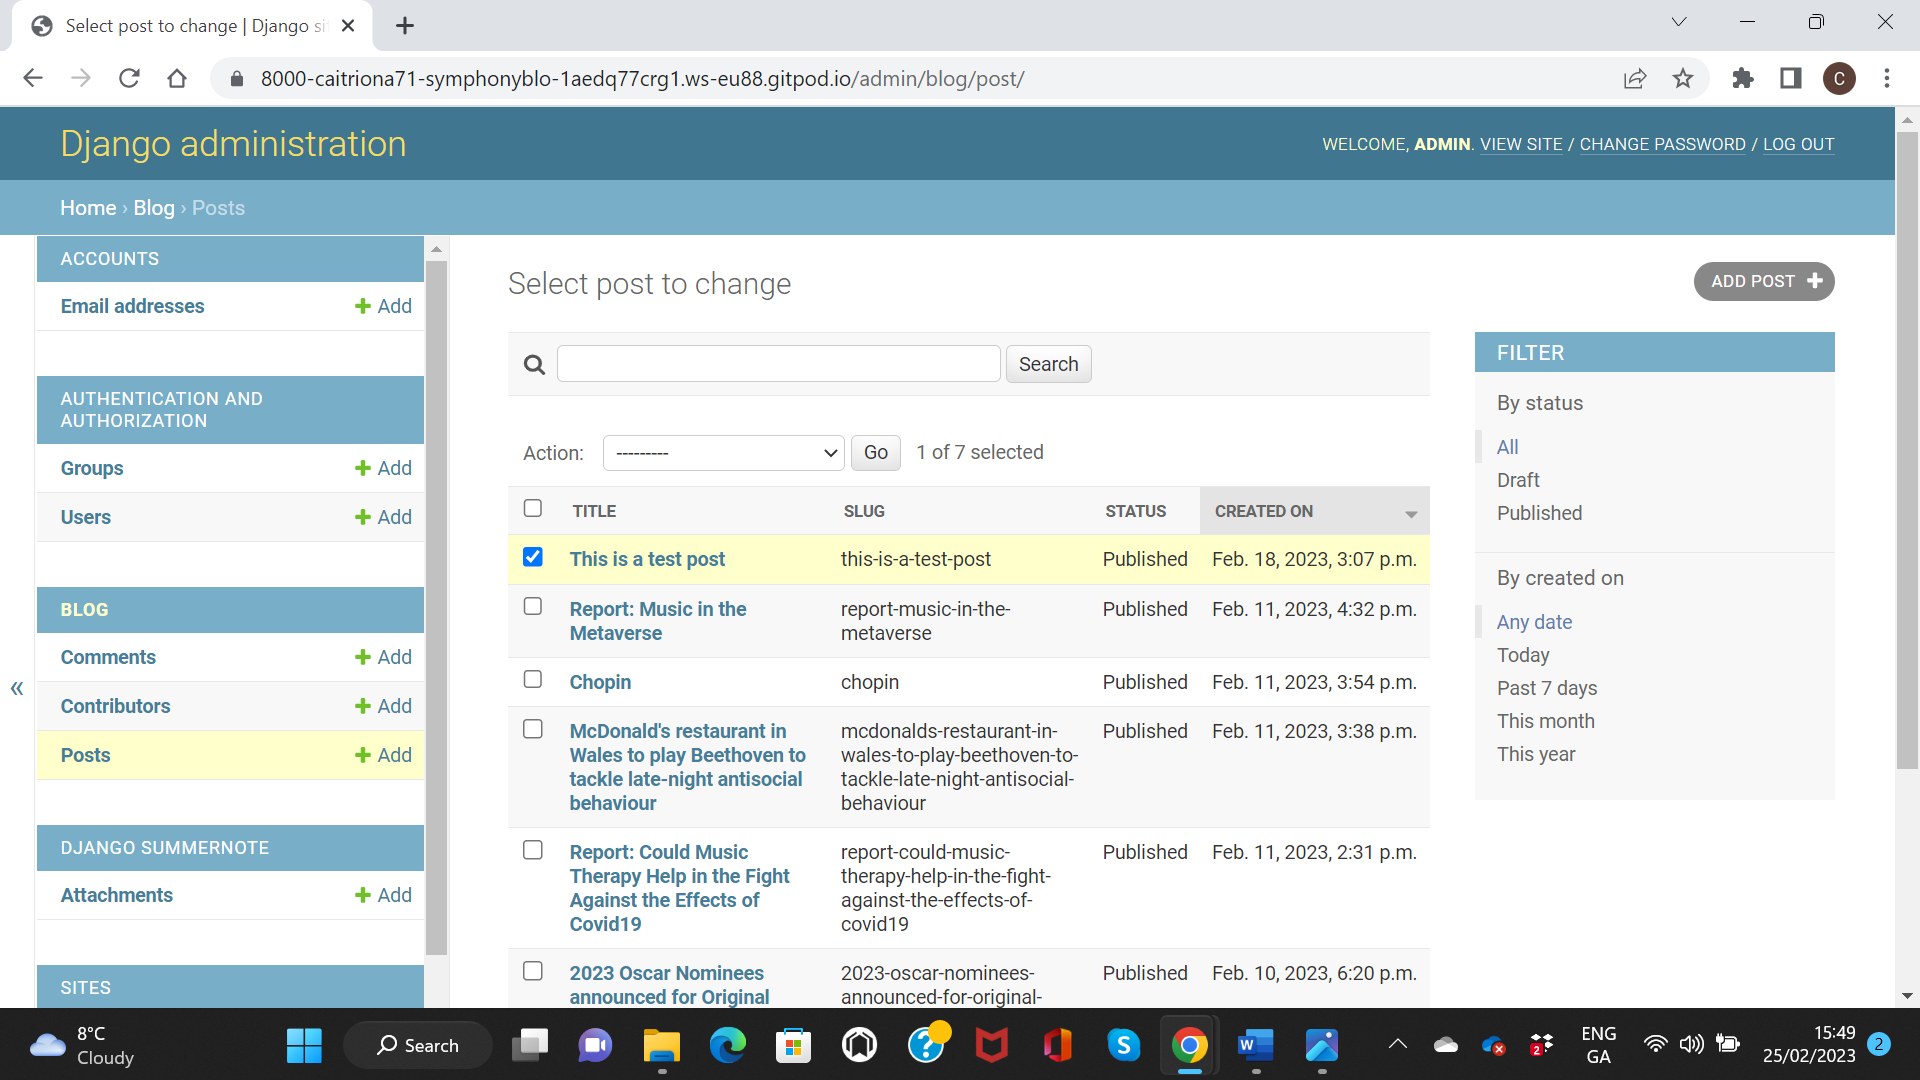 Select post to change | Django si
8000-caitriona71-symphonyblo-1aedq77crg1.ws-eu88.gitpod.io/admin/blog/post/
C
Django administration
WELCOME, ADMIN. VIEW SITE / CHANGE PASSWORD / LOG OUT
Home › Blog › Posts
ACCOUNTS
Email addresses
Add
AUTHENTICATION AND
AUTHORIZATION
Groups
Add
Users
Add
BLOG
Comments
Add
Contributors
Add
Posts
Add
DJANGO SUMMERNOTE
Attachments
Add
SITES
«
Select post to change
ADD POST
Search
Action:
---------
Go
1 of 7 selected
TITLE
SLUG
STATUS
CREATED ON
This is a test post
this-is-a-test-post
Published
Feb. 18, 2023, 3:07 p.m.
Report: Music in the
Metaverse
report-music-in-the-
metaverse
Published
Feb. 11, 2023, 4:32 p.m.
Chopin
chopin
Published
Feb. 11, 2023, 3:54 p.m.
McDonald's restaurant in
Wales to play Beethoven to
tackle late-night antisocial
behaviour
mcdonalds-restaurant-in-
wales-to-play-beethoven-to-
tackle-late-night-antisocial-
behaviour
Published
Feb. 11, 2023, 3:38 p.m.
Report: Could Music
Therapy Help in the Fight
Against the Effects of
Covid19
report-could-music-
therapy-help-in-the-fight-
against-the-effects-of-
covid19
Published
Feb. 11, 2023, 2:31 p.m.
2023 Oscar Nominees
announced for Original
2023-oscar-nominees-
announced-for-original-
Published
Feb. 10, 2023, 6:20 p.m.
FILTER
By status
All
Draft
Published
By created on
Any date
Today
Past 7 days
This month
This year
8°C
Cloudy
Search
?
S
W
2
ENG
GA
15:49
25/02/2023
2